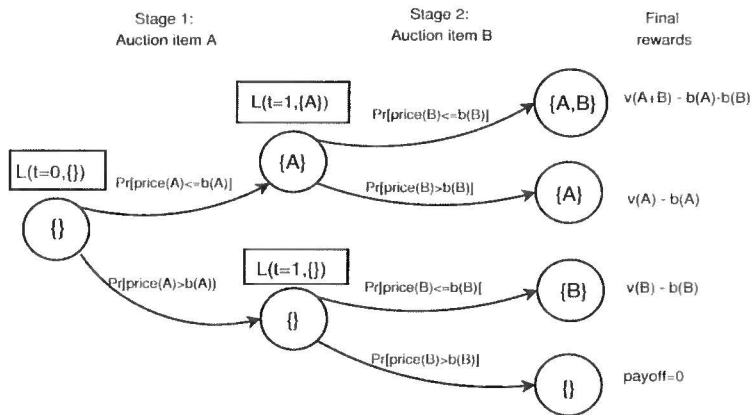 Stage 1:
Auction item A
Stage 2:
Auction item B
Final
rewards
L(t=0,{})
{}
Pr[price(A)<=b(A)]
Pr[price(A)>b(A))
L(t=1,{A})
{A}
Pr[price(B)<=b(B)]
Pr[price(B)>b(B)]
L(t=1,{})
{}
Pr[price(B)<=b(B)[
Pr[price(B)>b(B)]
{A,B}
v(A+B) - b(A)-b(B)
{A}
v(A) - b(A)
{B}
v(B) - b(B)
{}
payoff=0